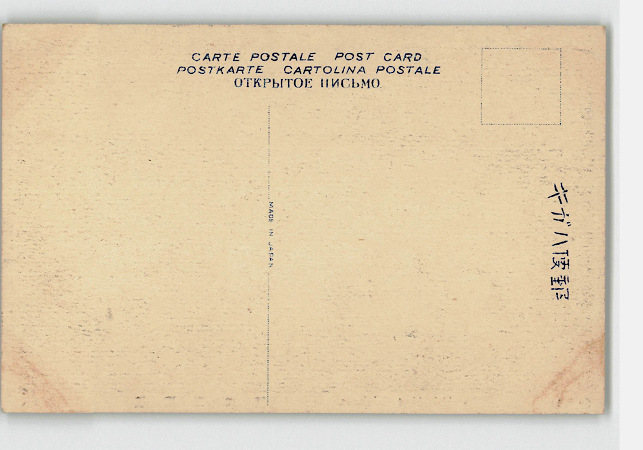 CARTE POSTALE POST CARD
POSTKARTE CARTOLINA POSTALE
ОТКРЫТОЕ ПИСЬМО
MADE IN JAPAN
郵便ハガキ